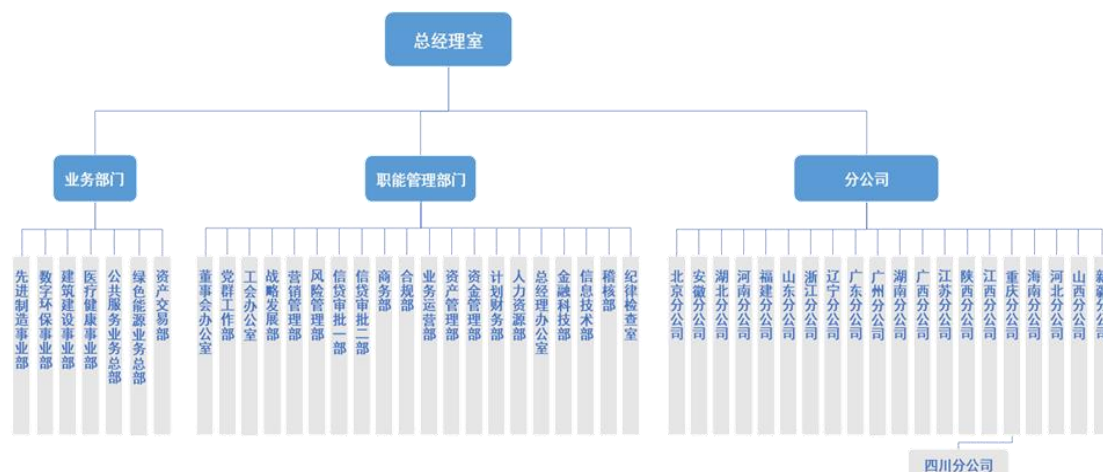 总经理室
业务部门
职能管理部门
分公司
先进制造事业部
数字环保事业部
建筑建设事业部
医疗健康事业部
公共服务业务总部
绿色能源业务总部
资产交易部
董事会办公室
党群工作部
工会办公室
战略发展部
营销管理部
风险管理部
信贷审批一部
信贷审批二部
商务部
合规部
业务运营部
资产管理部
资金管理部
计划财务部
人力资源部
总经理办公室
金融科技部
信息技术部
稽核部
纪律检查室
北京分公司
安徽分公司
湖北分公司
河南分公司
福建分公司
山东分公司
浙江分公司
辽宁分公司
广东分公司
广州分公司
湖南分公司
广西分公司
江苏分公司
陕西分公司
江西分公司
重庆分公司
海南分公司
河北分公司
山西分公司
新疆分公司
四川分公司